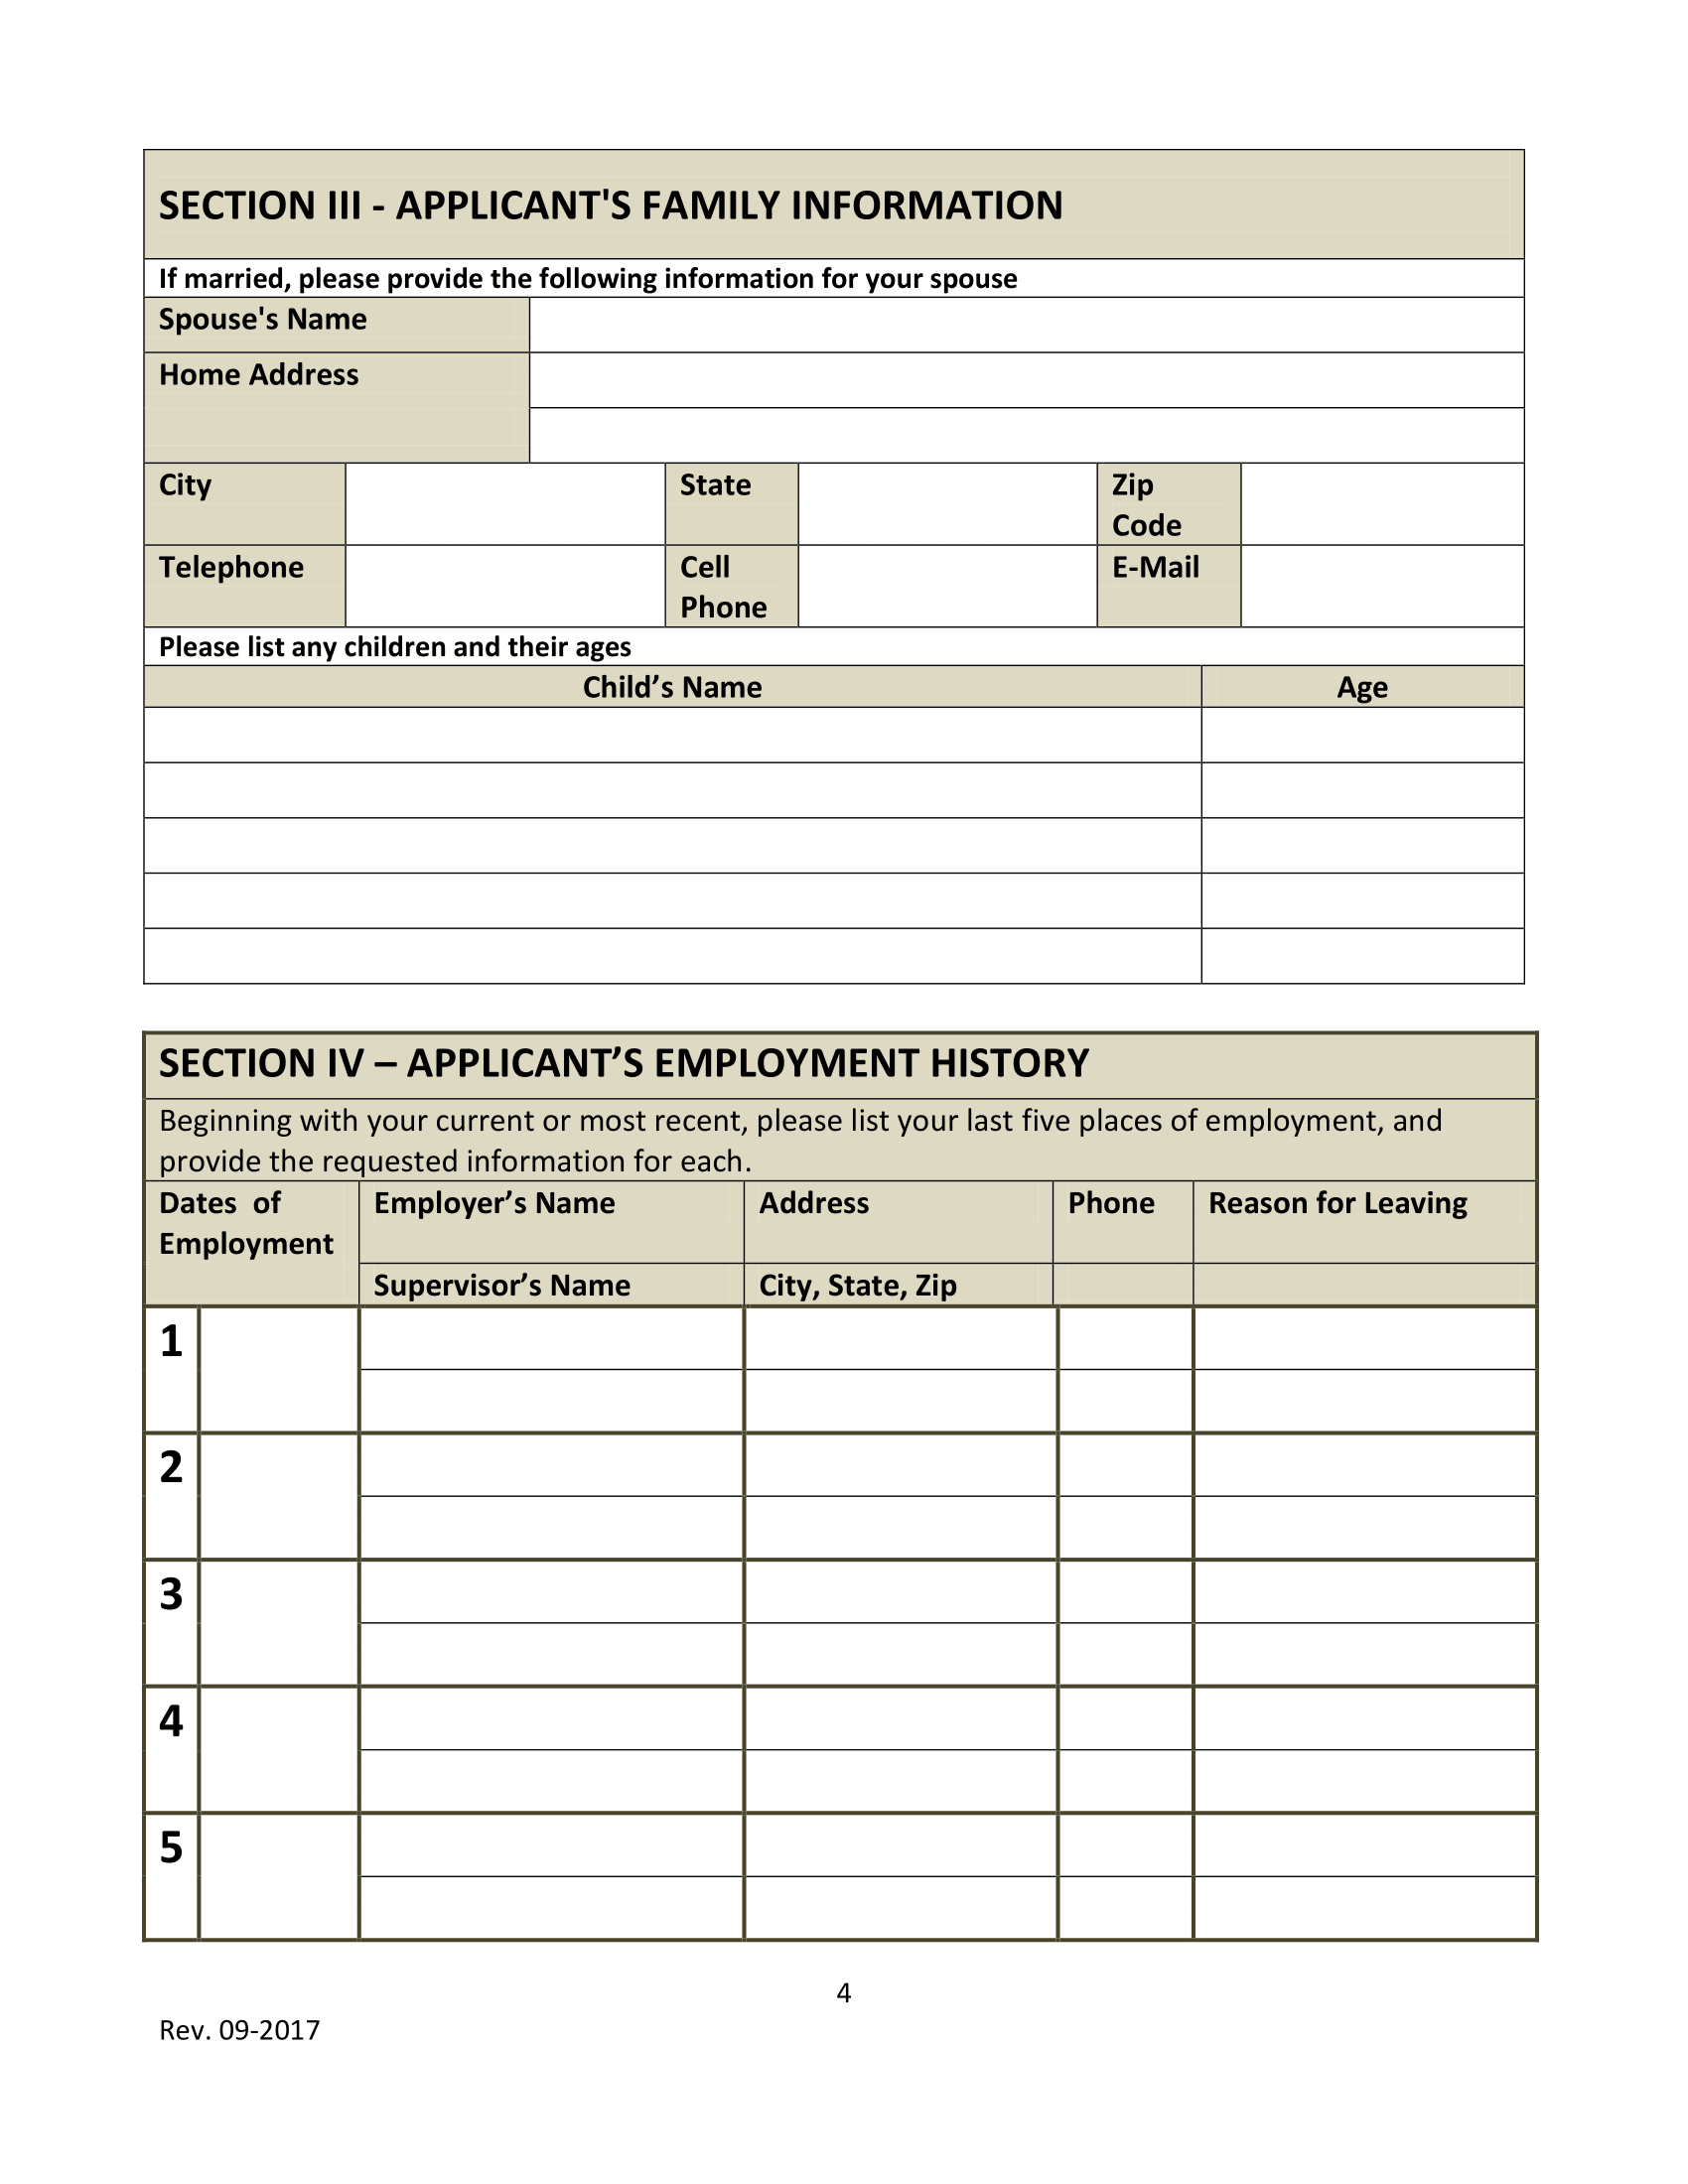 SECTION III - APPLICANT'S FAMILY INFORMATION
If married, please provide the following information for your spouse
Spouse's Name
Home Address
City
State
Zip
Code
Telephone
Cell
Phone
E-Mail
Please list any children and their ages
Child’s Name
Age
SECTION IV – APPLICANT’S EMPLOYMENT HISTORY
Beginning with your current or most recent, please list your last five places of employment, and
provide the requested information for each.
Dates  of
Employment
Employer’s Name
Address
Phone
Reason for Leaving
Supervisor’s Name
City, State, Zip
1
2
3
4
5
4
Rev. 09-2017